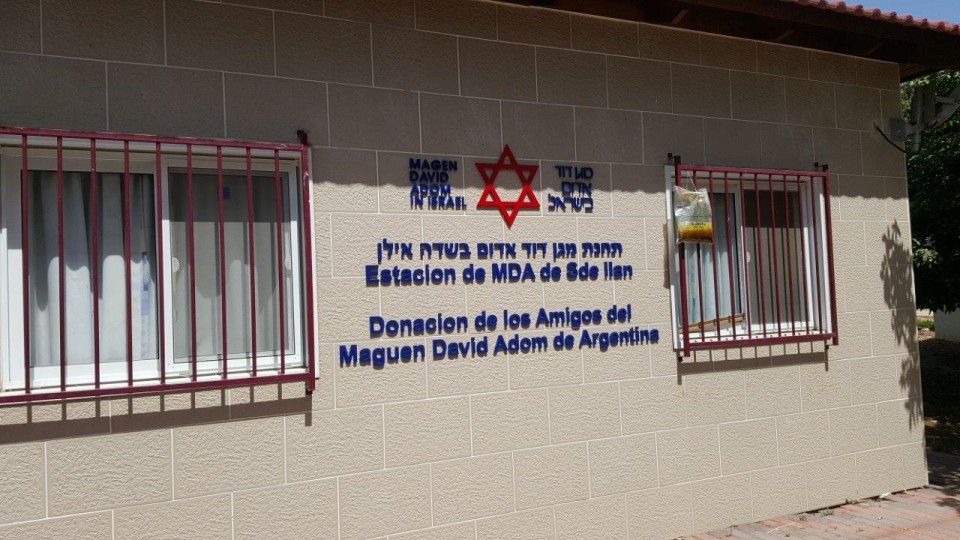 MAGEN
DAVID
ADOM
IN ISRAEL
מגן דוד
אדום
בישראל
תחנת מגן דוד אדום בשדה אילן
Estacion de MDA de Sde Ilan
Donacion de los Amigos del
Maguen David Adom de Argentina